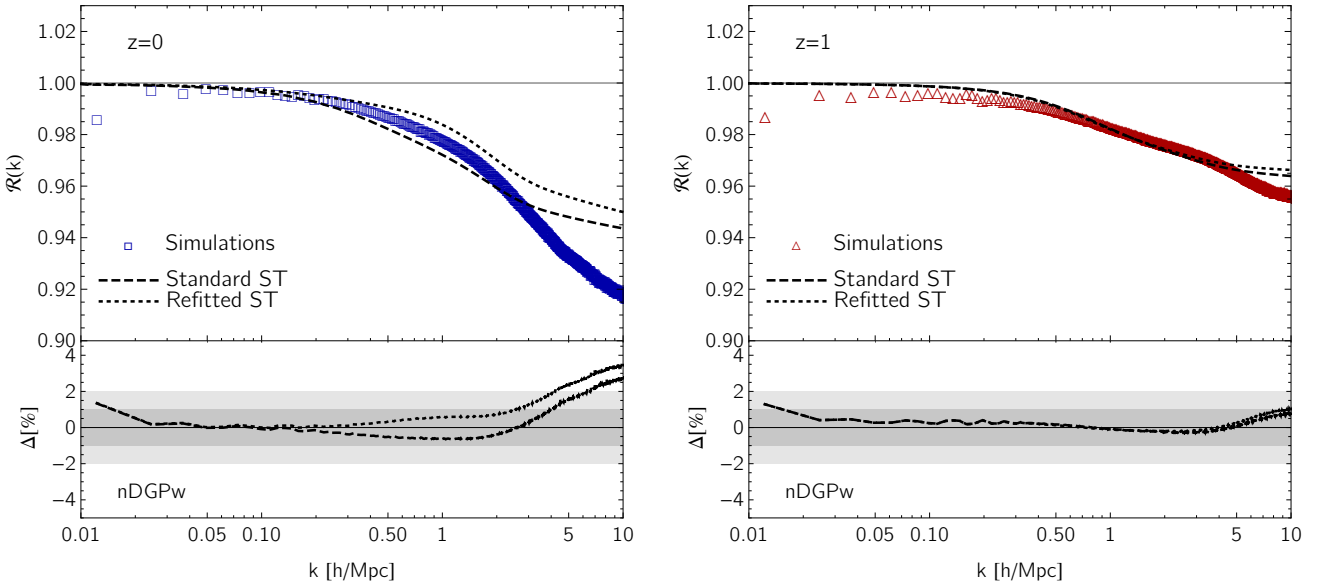 z=0
1.02
1.00
0.98
0.96
0.94
0.92
0.90
ℛ(k)
Simulations
Standard ST
Refitted ST
4
2
0
−2
−4
Δ[%]
nDGPw
0.01
0.05
0.10
0.50
1
5
10
k [h/Mpc]
z=1
1.02
1.00
0.98
0.96
0.94
0.92
0.90
ℛ(k)
Simulations
Standard ST
Refitted ST
4
2
0
−2
−4
Δ[%]
nDGPw
0.01
0.05
0.10
0.50
1
5
10
k [h/Mpc]